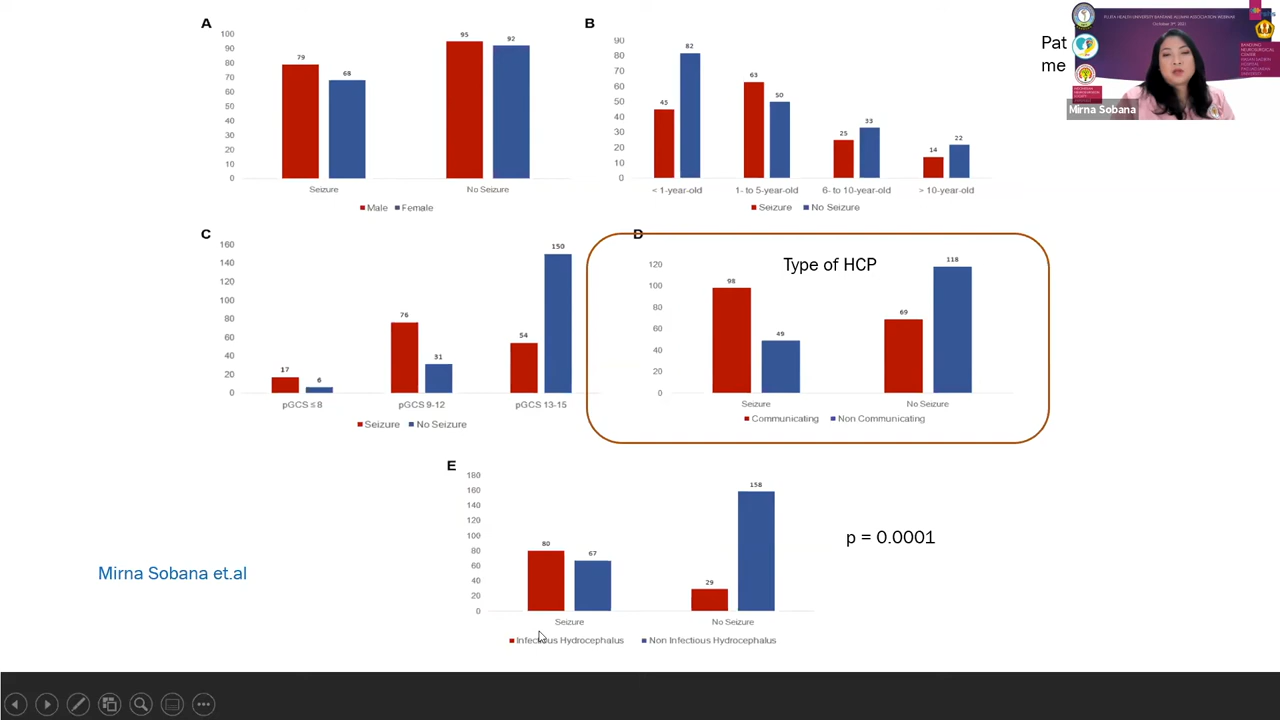 A
100
90
80
70
60
50
40
30
20
10
0
79
68
95
92
Seizure
No Seizure
Male
Female
B
90
80
70
60
50
40
30
20
10
0
45
82
63
50
25
33
14
22
< 1-year-old
1- to 5-year-old
6- to 10-year-old
> 10-year-old
Seizure
No Seizure
Pat
me
FUJITA HEALTH UNIVERSITY BANTANE ALUMNI ASSOCIATION WEBINAR
Mirna Sobana
C
160
140
120
100
80
60
40
20
0
17
6
76
31
54
150
pGCS ≤ 8
pGCS 9-12
pGCS 13-15
Seizure
No Seizure
D
Type of HCP
120
100
80
60
40
20
0
98
49
69
118
Seizure
No Seizure
Communicating
Non Communicating
E
180
160
140
120
100
80
60
40
20
0
80
67
29
158
Seizure
No Seizure
Infectious Hydrocephalus
Non Infectious Hydrocephalus
p = 0.0001
Mirna Sobana et.al